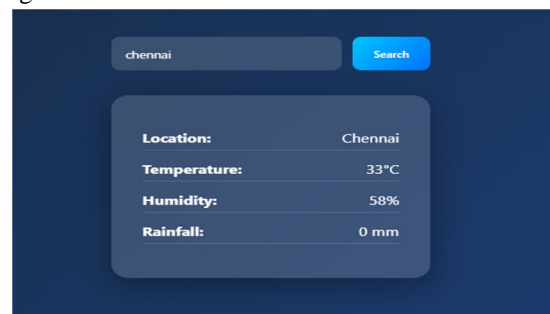 chennai Search
Location: Chennai
Temperature: 33°C
Humidity: 58%
Rainfall: 0 mm